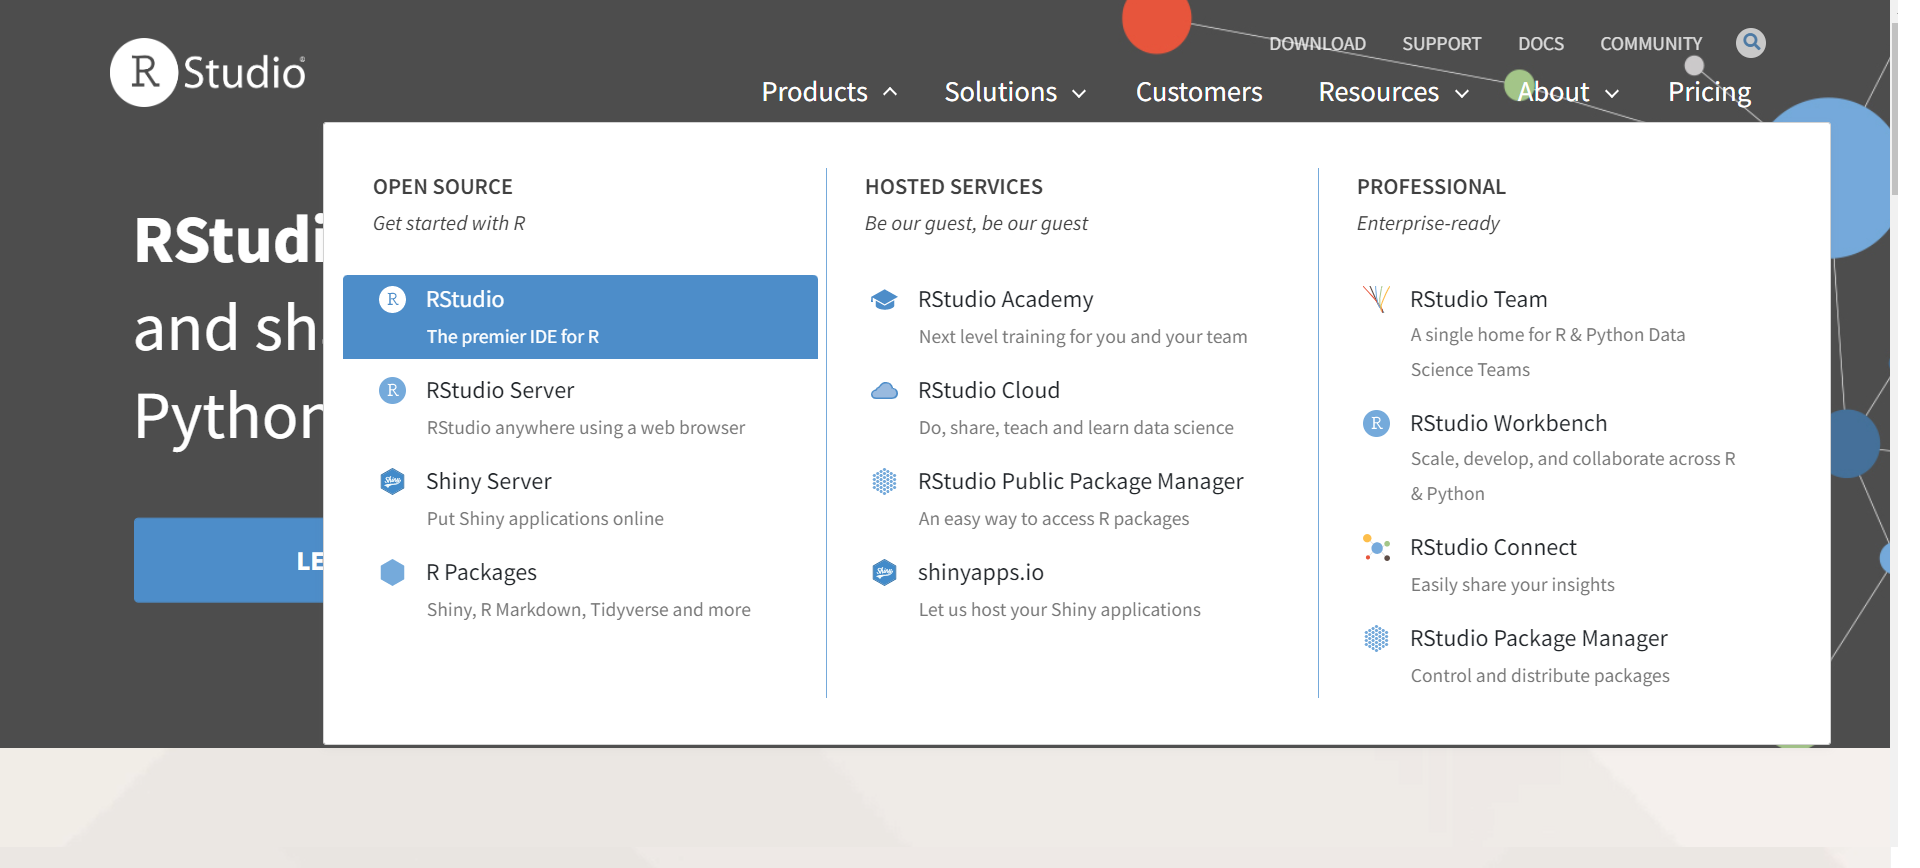 R Studio
DOWNLOAD SUPPORT DOCS COMMUNITY
Products Solutions Customers Resources About Pricing
RStudi
and sh
Python
LE
OPEN SOURCE
Get started with R
RStudio
The premier IDE for R
RStudio Server
RStudio anywhere using a web browser
Shiny Server
Put Shiny applications online
R Packages
Shiny, R Markdown, Tidyverse and more
HOSTED SERVICES
Be our guest, be our guest
RStudio Academy
Next level training for you and your team
RStudio Cloud
Do, share, teach and learn data science
RStudio Public Package Manager
An easy way to access R packages
shinyapps.io
Let us host your Shiny applications
PROFESSIONAL
Enterprise-ready
RStudio Team
A single home for R & Python Data
Science Teams
RStudio Workbench
Scale, develop, and collaborate across R
& Python
RStudio Connect
Easily share your insights
RStudio Package Manager
Control and distribute packages